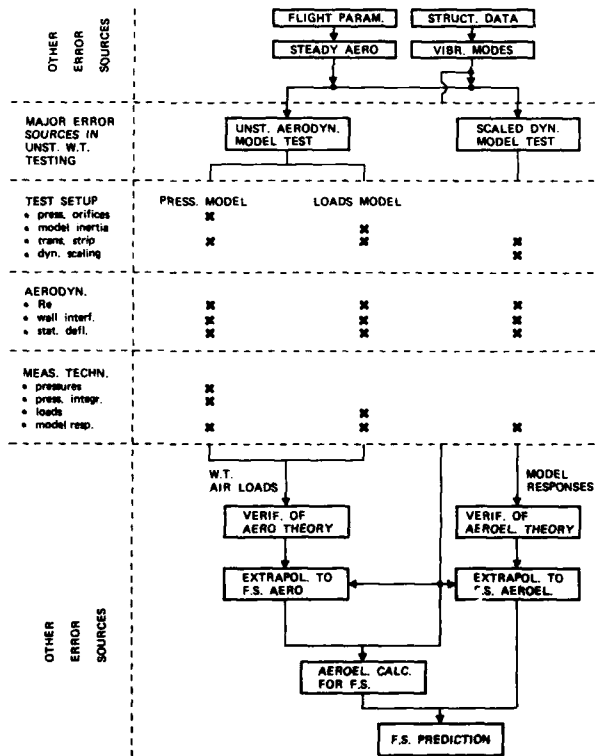 OTHER
ERROR
SOURCES
FLIGHT PARAM.
STRUCT. DATA
STEADY AERO
VIBR. MODES
MAJOR ERROR
SOURCES IN
UNST. W.T.
TESTING
UNST. AERODYN.
MODEL TEST
SCALED DYN.
MODEL TEST
TEST SETUP
• press. orifices
• model inertia
• trans. strip
• dyn. scaling
PRESS. MODEL
LOADS MODEL
AERODYN.
• Re
• wall interf.
• stat. defl.
MEAS. TECHN.
• pressures
• press. integr.
• loads
• model resp.
W.T.
AIR LOADS
MODEL
RESPONSES
VERIF. OF
AERO THEORY
VERIF. OF
AEROEL. THEORY
EXTRAPOL. TO
F.S. AERO
EXTRAPOL. TO
F.S. AEROEL.
OTHER
ERROR
SOURCES
AEROEL. CALC.
FOR F.S.
F.S. PREDICTION